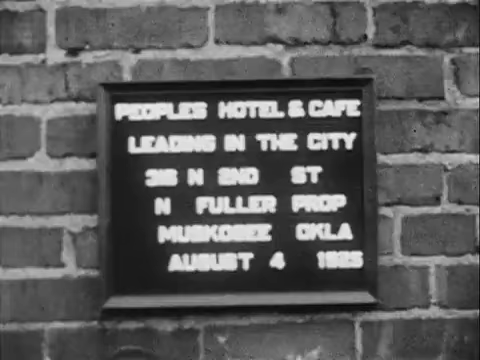 PEOPLES HOTEL & CAFE
LEADING IN THE CITY
316 N 2ND ST
N FULLER PROP
MUSKOGEE OKLA
AUGUST 4 1925